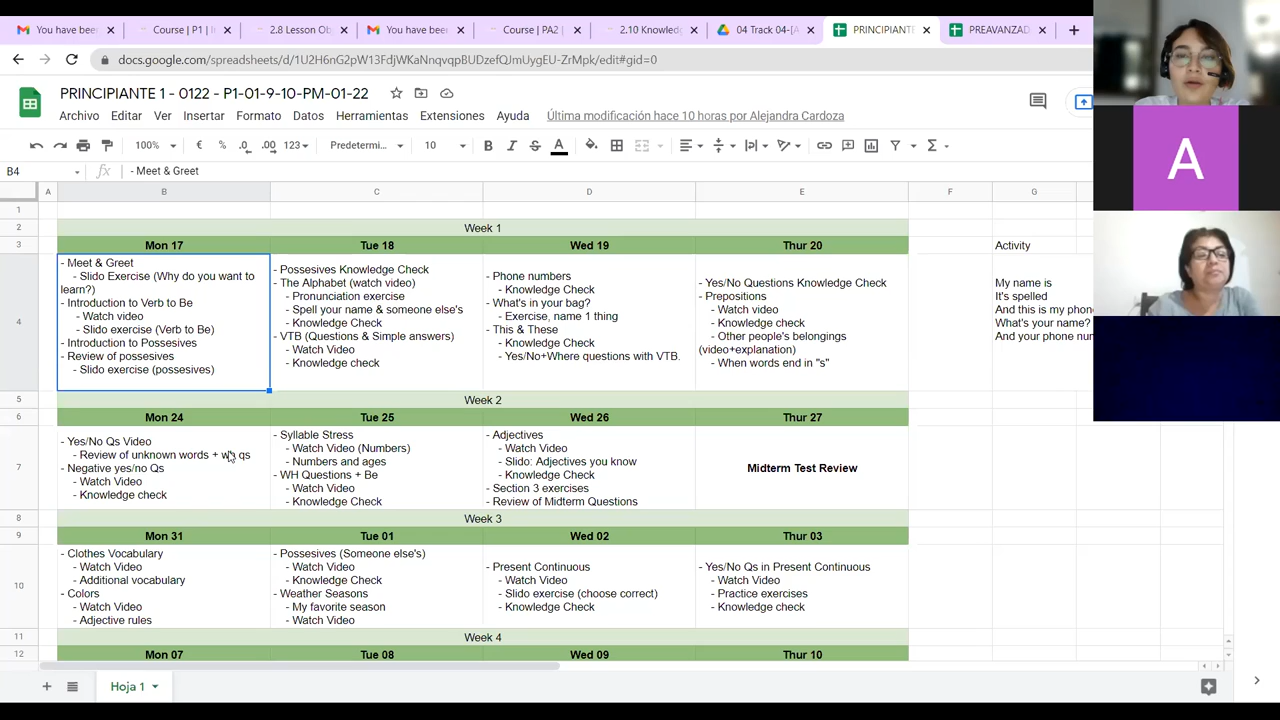 You have bee
Course | P1 I
2.8 Lesson Ob
You have bee
Course | PA2
2.10 Knowled
04 Track 04-[A
PRINCIPIANTE
PREAVANZAD
docs.google.com/spreadsheets/d/1U2H6nG2pW13FdjWKaNnqvqpBUDzefQJmUygEU-ZrMpk/edit#gid=0
PRINCIPIANTE 1 - 0122 - P1-01-9-10-PM-01-22
Archivo Editar Ver Insertar Formato Datos Herramientas Extensiones Ayuda Última modificación hace 10 horas por Alejandra Cardoza
100% € % .0 .00 123 Predetermi... 10 B I S A
B4 fx - Meet & Greet
A B C D E F G
1
2 Week 1
3 Mon 17 Tue 18 Wed 19 Thur 20 Activity
4
- Meet & Greet
- Slido Exercise (Why do you want to
learn?)
- Introduction to Verb to Be
- Watch video
- Slido exercise (Verb to Be)
- Introduction to Possesives
- Review of possesives
- Slido exercise (possesives)
- Possesives Knowledge Check
- The Alphabet (watch video)
- Pronunciation exercise
- Spell your name & someone else's
- Knowledge Check
- VTB (Questions & Simple answers)
- Watch Video
- Knowledge check
- Phone numbers
- Knowledge Check
- What's in your bag?
- Exercise, name 1 thing
- This & These
- Knowledge Check
- Yes/No+Where questions with VTB.
- Yes/No Questions Knowledge Check
- Prepositions
- Watch video
- Knowledge check
- Other people's belongings
(video+explanation)
- When words end in "s"
My name is
It's spelled
And this is my phon
What's your name?
And your phone num
5 Week 2
6 Mon 24 Tue 25 Wed 26 Thur 27
7
- Yes/No Qs Video
- Review of unknown words + wh qs
- Negative yes/no Qs
- Watch Video
- Knowledge check
- Syllable Stress
- Watch Video (Numbers)
- Numbers and ages
- WH Questions + Be
- Watch Video
- Knowledge Check
- Adjectives
- Watch Video
- Slido: Adjectives you know
- Knowledge Check
- Section 3 exercises
- Review of Midterm Questions
Midterm Test Review
8 Week 3
9 Mon 31 Tue 01 Wed 02 Thur 03
10
- Clothes Vocabulary
- Watch Video
- Additional vocabulary
- Colors
- Watch Video
- Adjective rules
- Possesives (Someone else's)
- Watch Video
- Knowledge Check
- Weather Seasons
- My favorite season
- Watch Video
- Present Continuous
- Watch Video
- Slido exercise (choose correct)
- Knowledge Check
- Yes/No Qs in Present Continuous
- Watch Video
- Practice exercises
- Knowledge check
11 Week 4
12 Mon 07 Tue 08 Wed 09 Thur 10
Hoja 1
A